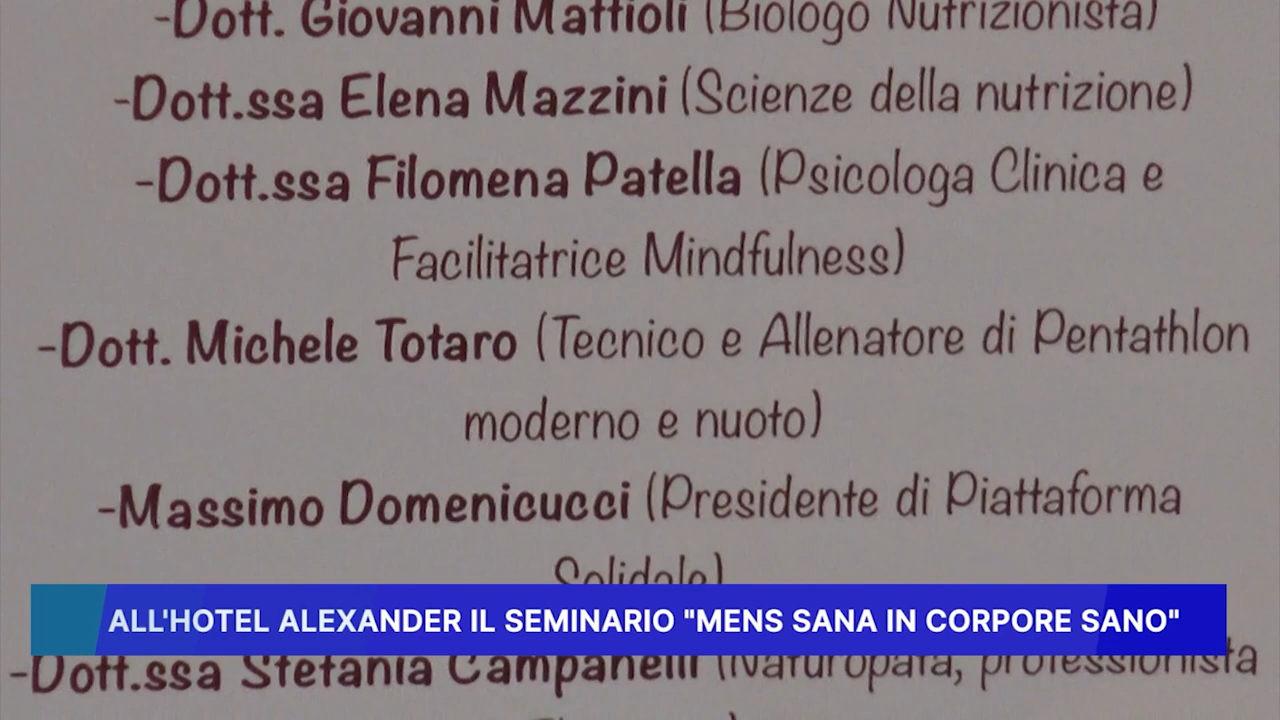 -Dott. Giovanni Mattioli (Biologo Nutrizionista)
-Dott.ssa Elena Mazzini (Scienze della nutrizione)
-Dott.ssa Filomena Patella (Psicologa Clinica e
Facilitatrice Mindfulness)
-Dott. Michele Totaro (Tecnico e Allenatore di Pentathlon
moderno e nuoto)
-Massimo Domenicucci (Presidente di Piattaforma
Solidale)
ALL'HOTEL ALEXANDER IL SEMINARIO "MENS SANA IN CORPORE SANO"
-Dott.ssa Stefania Campanelli (Naturopata, professionista